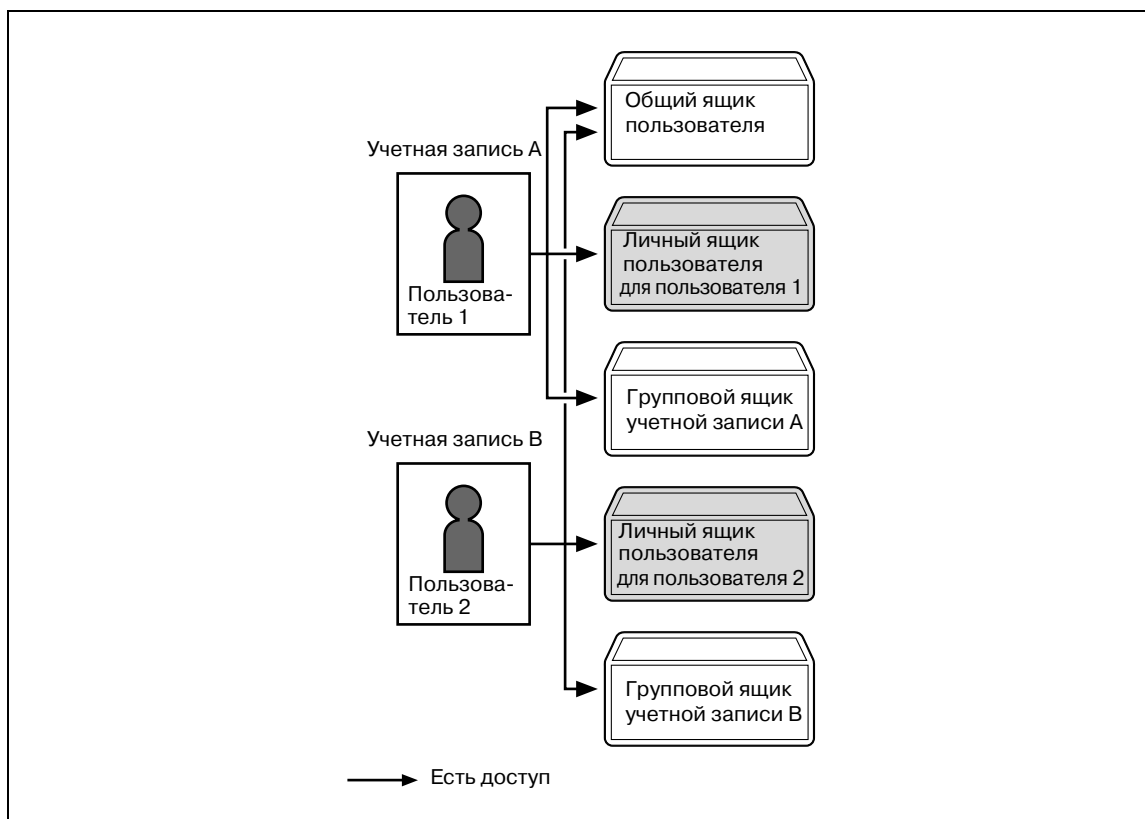 Общий ящик
пользователя
Учетная запись A
Личный ящик
пользователя
для пользователя 1
Пользова-
тель 1
Групповой ящик
учетной записи A
Учетная запись B
Личный ящик
пользователя
для пользователя 2
Пользова-
тель 2
Групповой ящик
учетной записи B
Есть доступ